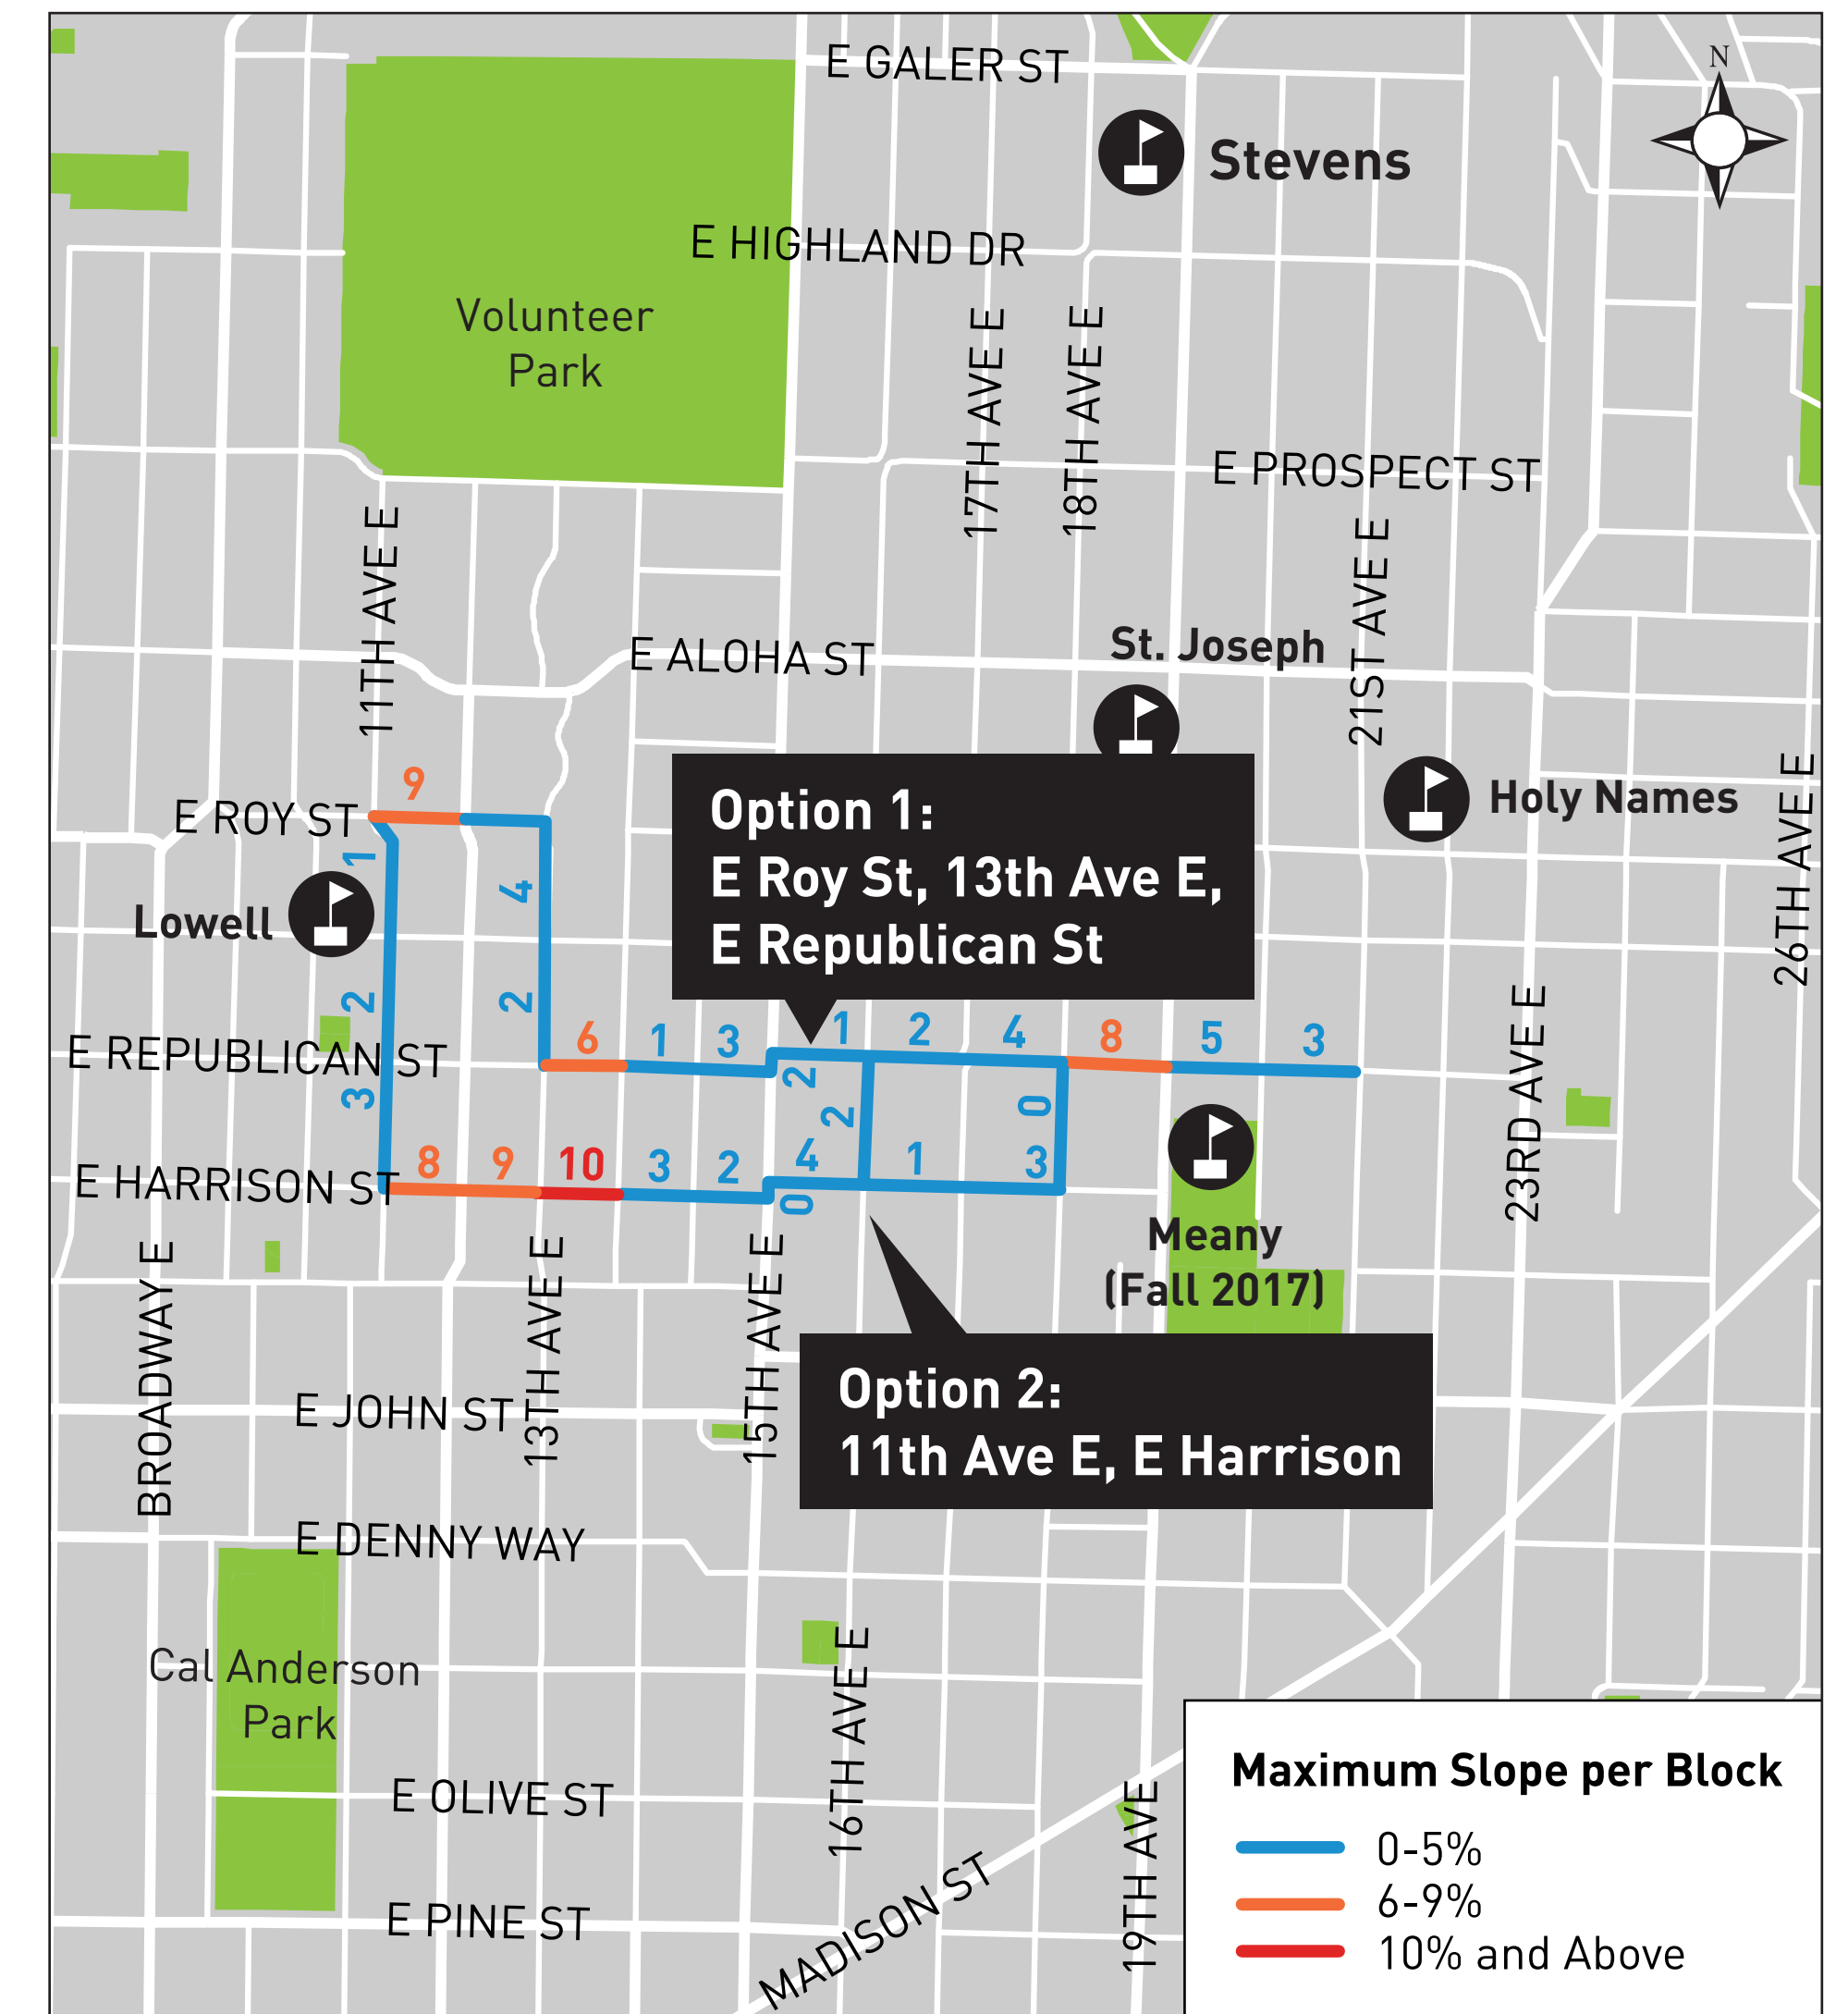 N
E GALER ST
Stevens
E HIGHLAND DR
Volunteer
Park
17TH AVE E
18TH AVE E
E PROSPECT ST
11TH AVE E
21ST AVE E
E ALOHA ST
St. Joseph
Holy Names
26TH AVE E
9
E ROY ST
1
4
Option 1:
E Roy St, 13th Ave E,
E Republican St
Lowell
2
2
23RD AVE E
E REPUBLICAN ST
6
1
3
1
2
4
8
5
3
3
2
2
0
E HARRISON ST
8
9
10
3
2
4
1
3
0
Meany
(Fall 2017)
BROADWAY E
13TH AVE E
15TH AVE E
Option 2:
11th Ave E, E Harrison
E JOHN ST
E DENNY WAY
Cal Anderson
Park
16TH AVE E
E OLIVE ST
19TH AVE
E PINE ST
MADISON ST
Maximum Slope per Block
0-5%
6-9%
10% and Above